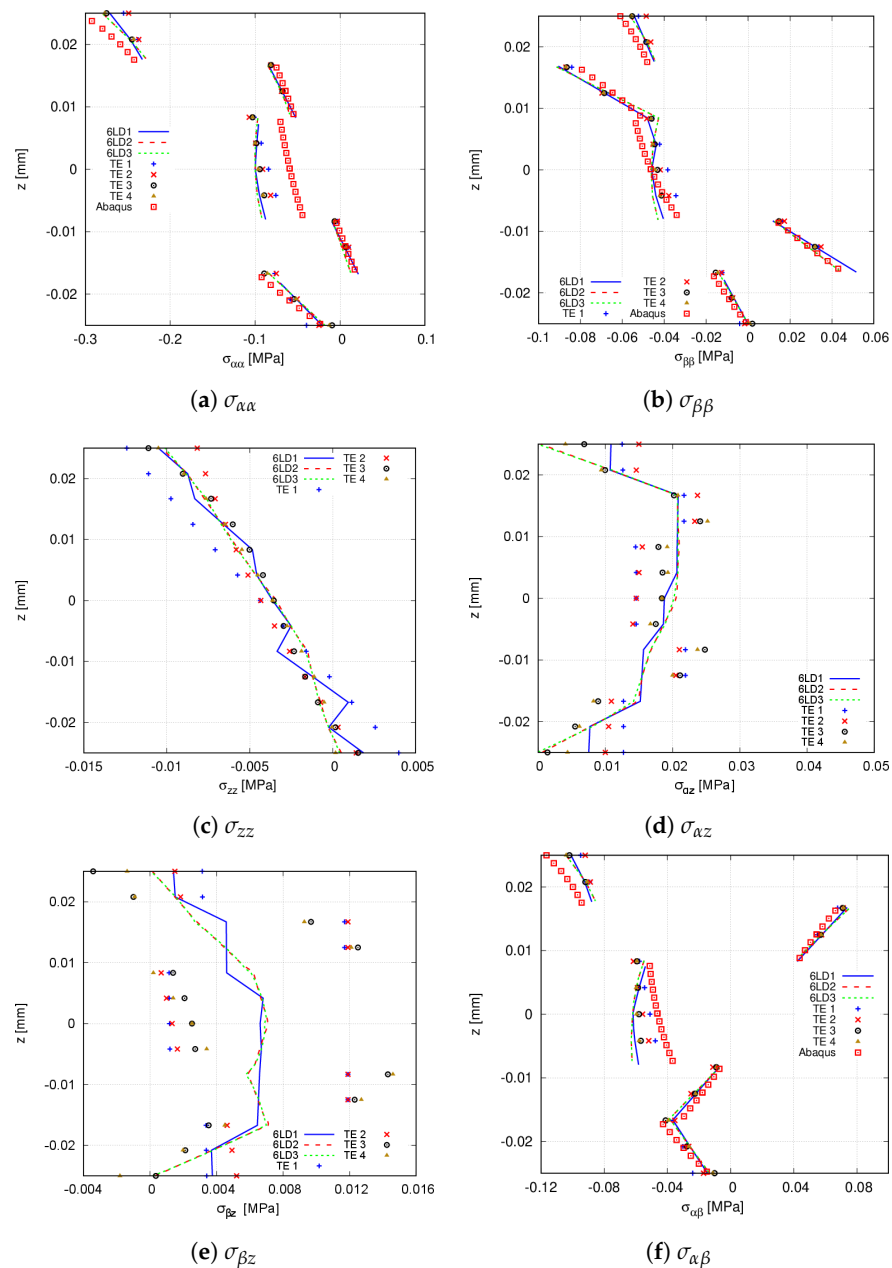 0.02
0.01
0
-0.01
-0.02
z [mm]
6LD1
6LD2
6LD3
TE 1
TE 2
TE 3
TE 4
Abaqus
-0.3 -0.2 -0.1 0 0.1
σαα [MPa]
(a) σαα
0.02
0.01
0
-0.01
-0.02
z [mm]
6LD1 TE 2
6LD2 TE 3
6LD3 TE 4
TE 1 Abaqus
-0.1 -0.08 -0.06 -0.04 -0.02 0 0.02 0.04 0.06
σββ [MPa]
(b) σββ
0.02
0.01
0
-0.01
-0.02
z [mm]
6LD1 TE 2
6LD2 TE 3
6LD3 TE 4
TE 1
-0.015 -0.01 -0.005 0 0.005
σzz [MPa]
(c) σzz
0.02
0.01
0
-0.01
-0.02
z [mm]
6LD1
6LD2
6LD3
TE 1
TE 2
TE 3
TE 4
0 0.01 0.02 0.03 0.04 0.05
σαz [MPa]
(d) σαz
0.02
0.01
0
-0.01
-0.02
z [mm]
6LD1 TE 2
6LD2 TE 3
6LD3 TE 4
TE 1
-0.004 0 0.004 0.008 0.012 0.016
σβz [MPa]
(e) σβz
0.02
0.01
0
-0.01
-0.02
z [mm]
6LD1
6LD2
6LD3
TE 1
TE 2
TE 3
TE 4
Abaqus
-0.12 -0.08 -0.04 0 0.04 0.08
σαβ [MPa]
(f) σαβ